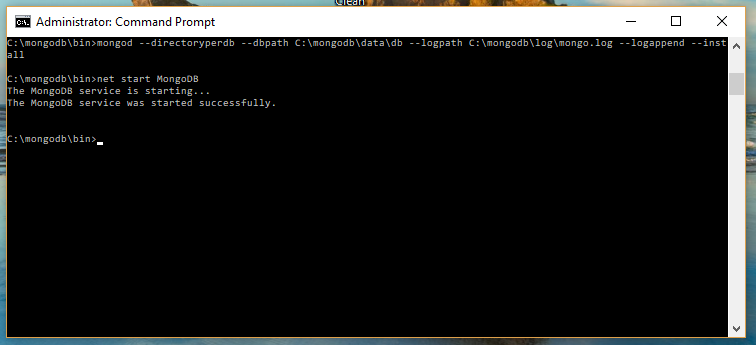 Administrator: Command Prompt
C:\mongodb\bin>mongod --directoryperdb --dbpath C:\mongodb\data\db --logpath C:\mongodb\log\mongo.log --logappend --inst
all
C:\mongodb\bin>net start MongoDB
The MongoDB service is starting...
The MongoDB service was started successfully.
C:\mongodb\bin>